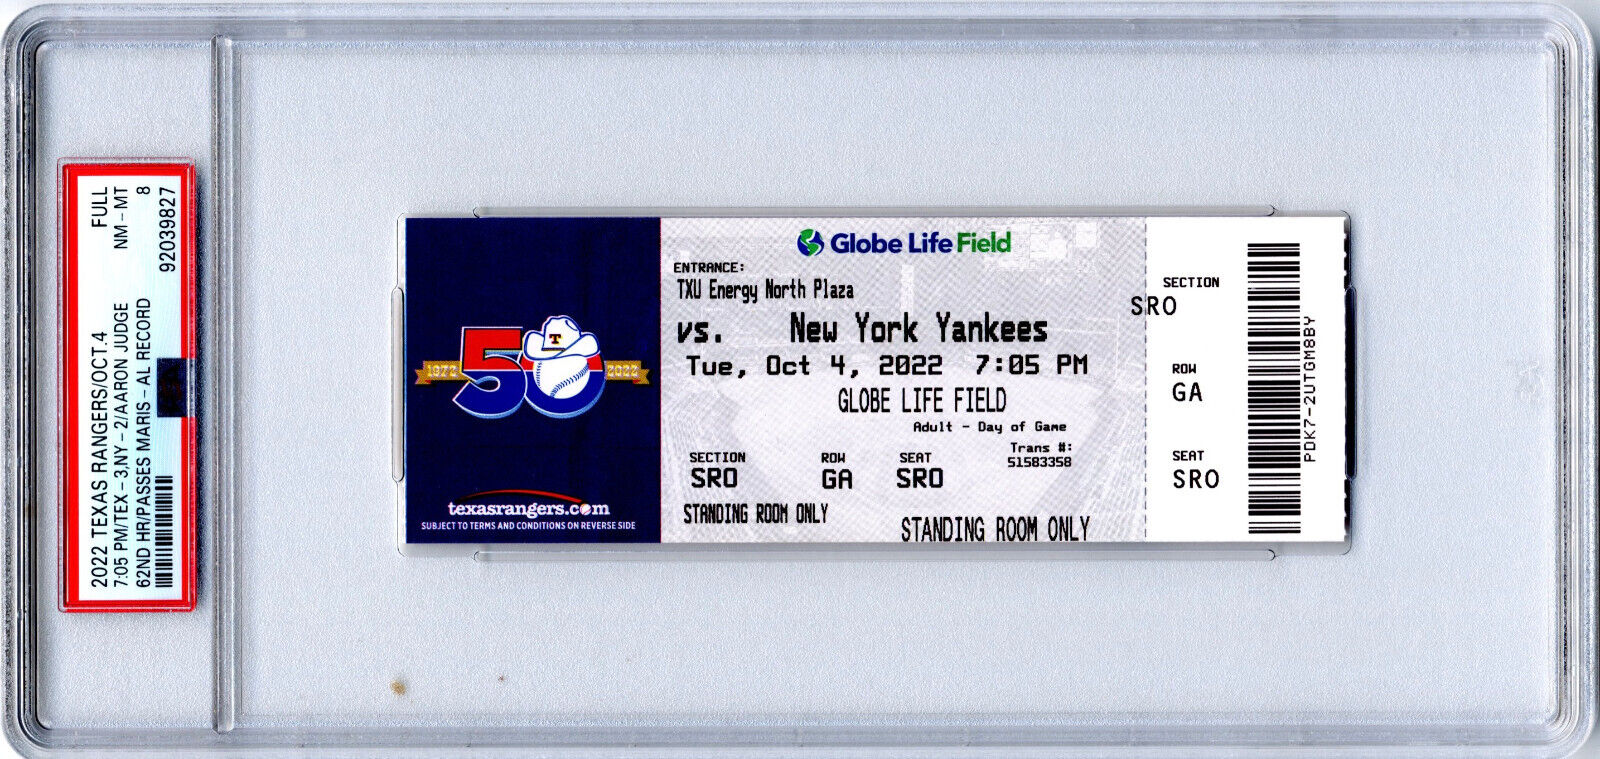 2022 TEXAS RANGERS/OCT.4 FULL
7:05 PM/TEX-3,NY-2/AARON JUDGE NM-MT
62ND HR/PASSES MARIS-AL RECORD 8
92039827
1972 50 2022
T
texasrangers.com
SUBJECT TO TERMS AND CONDITIONS ON REVERSE SIDE
Globe Life Field
ENTRANCE:
TXU Energy North Plaza
vs. New York Yankees
Tue, Oct 4, 2022 7:05 PM
GLOBE LIFE FIELD
Adult - Day of Game
Trans #:
51583358
SECTION ROW SEAT
SRO GA SRO
STANDING ROOM ONLY
STANDING ROOM ONLY
SECTION
SRO
ROW
GA
SEAT
SRO
PDK7-2UTGM8BY